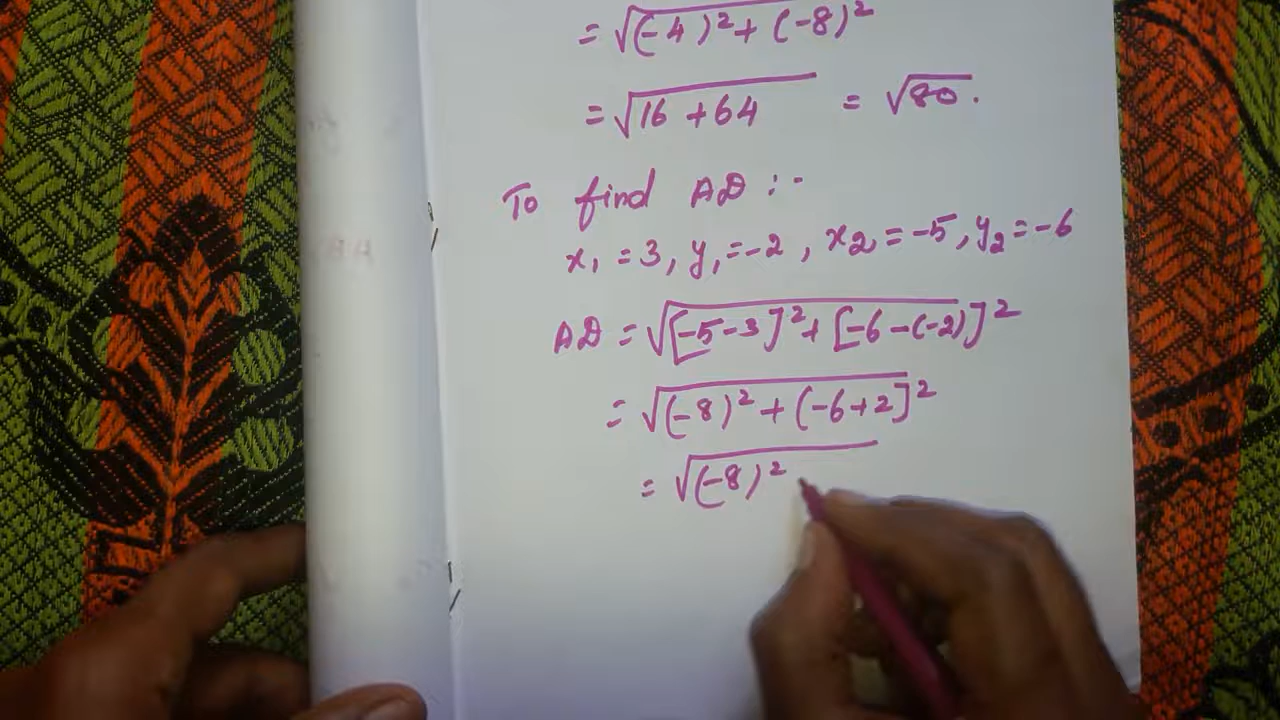 = √(-4)² + (-8)²
= √16 + 64 = √80.
To find AD :-
x₁ = 3, y₁ = -2, x₂ = -5, y₂ = -6
AD = √[-5-3]² + [-6-(-2)]²
= √(-8)² + (-6+2]²
= √(-8)²